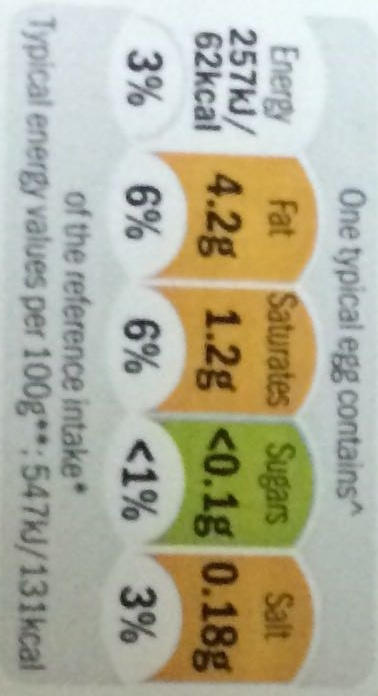 One typical egg contains^
Energy Fat Saturates Sugars Salt
257kJ/
62kcal 4.2g 1.2g <0.1g 0.18g
3% 6% 6% <1% 3%
of the reference intake*
Typical energy values per 100g**: 547kJ/131kcal